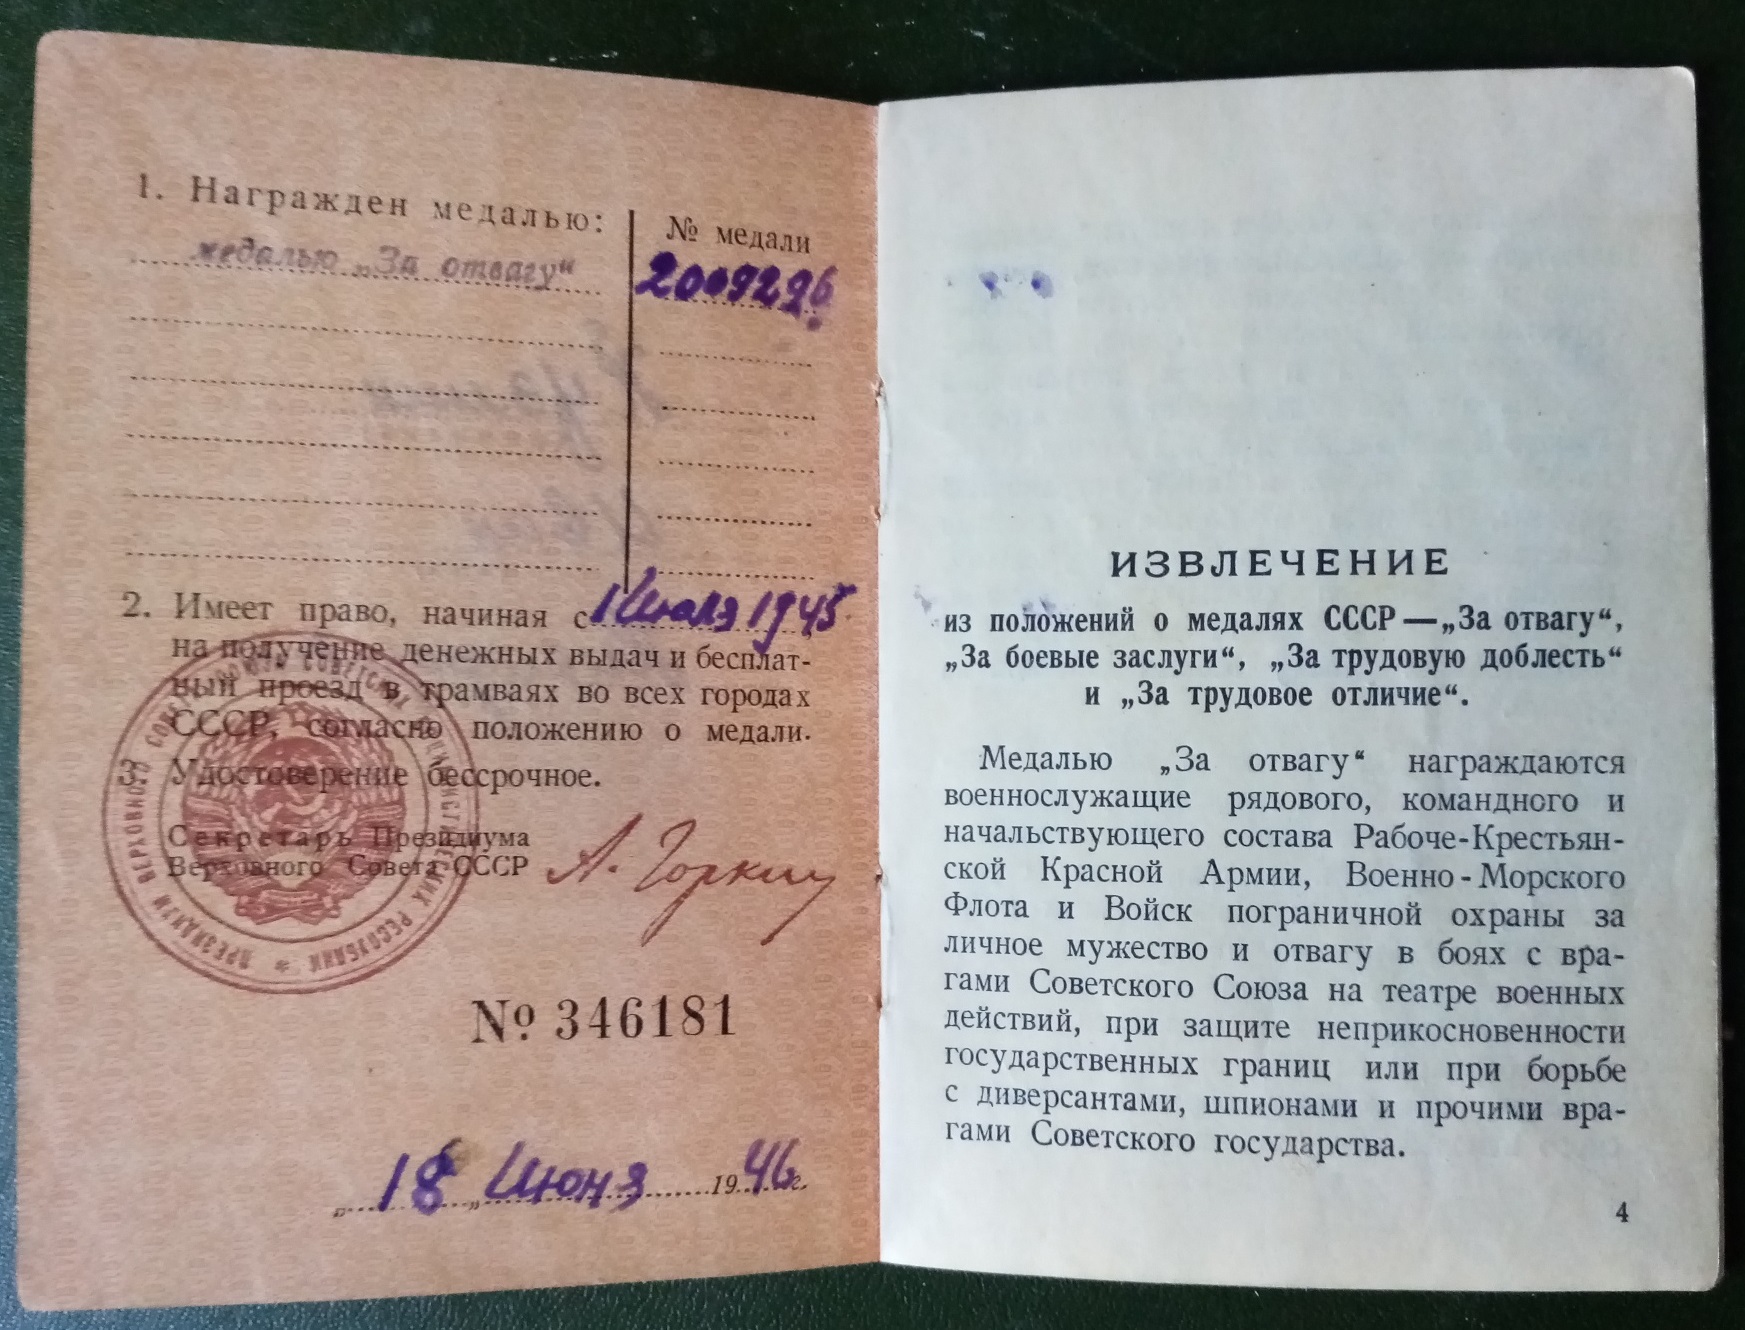 1. Награжден медалью:
№ медали
медалью „За отвагу“
2009296
2. Имеет право, начиная с 1 Июля 1945
на получение денежных выдач и бесплат-
ный проезд в трамваях во всех городах
СССР, согласно положению о медали.
3. Удостоверение бессрочное.
Секретарь Президиума
Верховного Совета СССР
А. Горкин
№ 346181
„18„ Июня 1946г.
ИЗВЛЕЧЕНИЕ
из положений о медалях СССР — „За отвагу“,
„За боевые заслуги“, „За трудовую доблесть“
и „За трудовое отличие“.
Медалью „За отвагу“ награждаются
военнослужащие рядового, командного и
начальствующего состава Рабоче-Крестьян-
ской Красной Армии, Военно-Морского
Флота и Войск пограничной охраны за
личное мужество и отвагу в боях с вра-
гами Советского Союза на театре военных
действий, при защите неприкосновенности
государственных границ или при борьбе
с диверсантами, шпионами и прочими вра-
гами Советского государства.
4